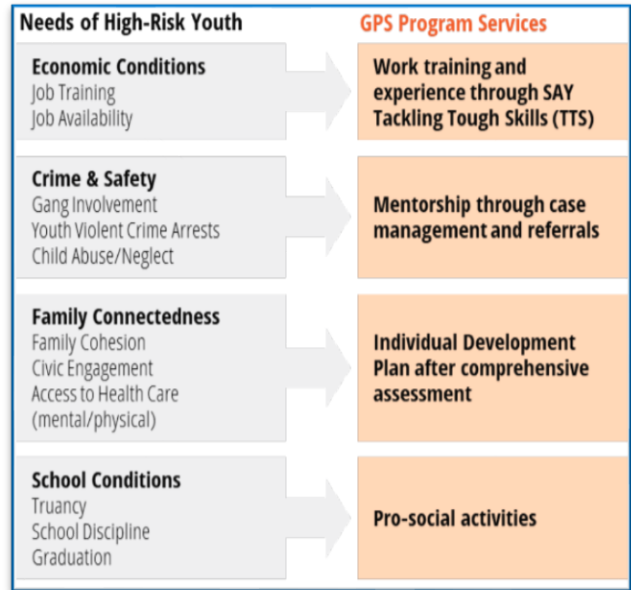 Needs of High-Risk Youth
GPS Program Services
Economic Conditions
Job Training
Job Availability
Work training and
experience through SAY
Tackling Tough Skills (TTS)
Crime & Safety
Gang Involvement
Youth Violent Crime Arrests
Child Abuse/Neglect
Mentorship through case
management and referrals
Family Connectedness
Family Cohesion
Civic Engagement
Access to Health Care
(mental/physical)
Individual Development
Plan after comprehensive
assessment
School Conditions
Truancy
School Discipline
Graduation
Pro-social activities